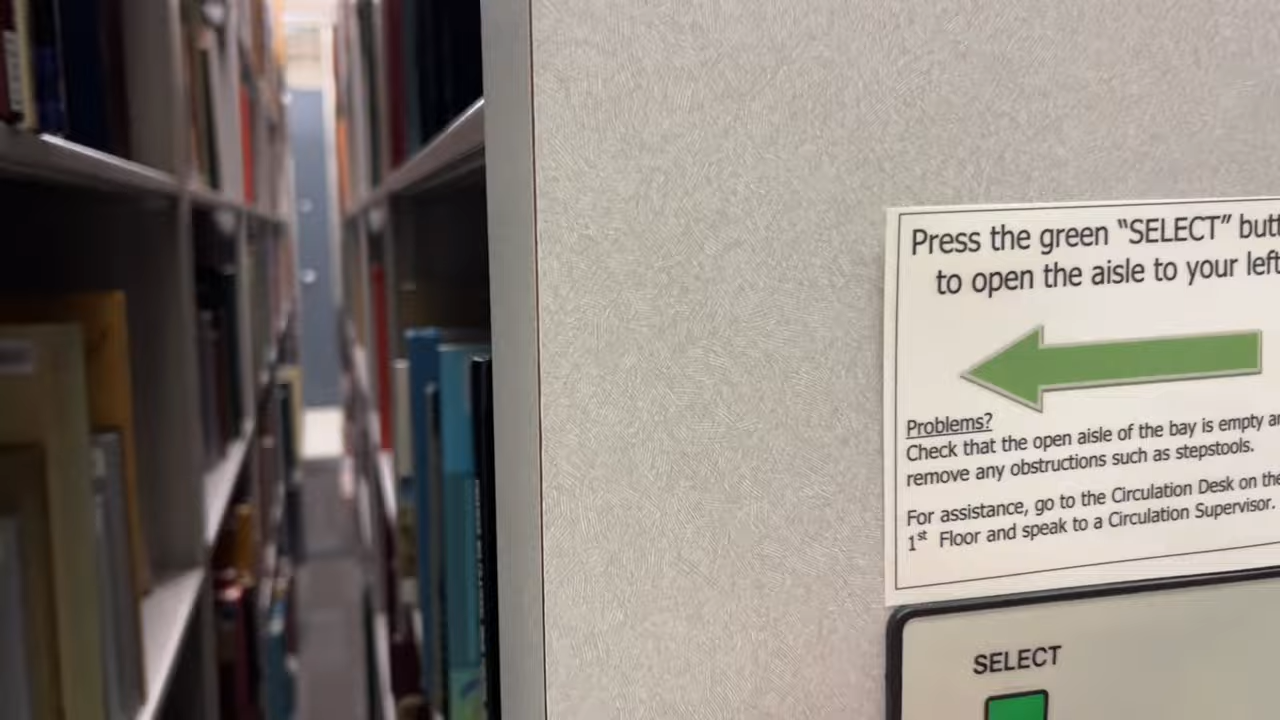 Press the green “SELECT” butt
to open the aisle to your left
Problems?
Check that the open aisle of the bay is empty a
remove any obstructions such as stepstools.
For assistance, go to the Circulation Desk on the
1st Floor and speak to a Circulation Supervisor.
SELECT